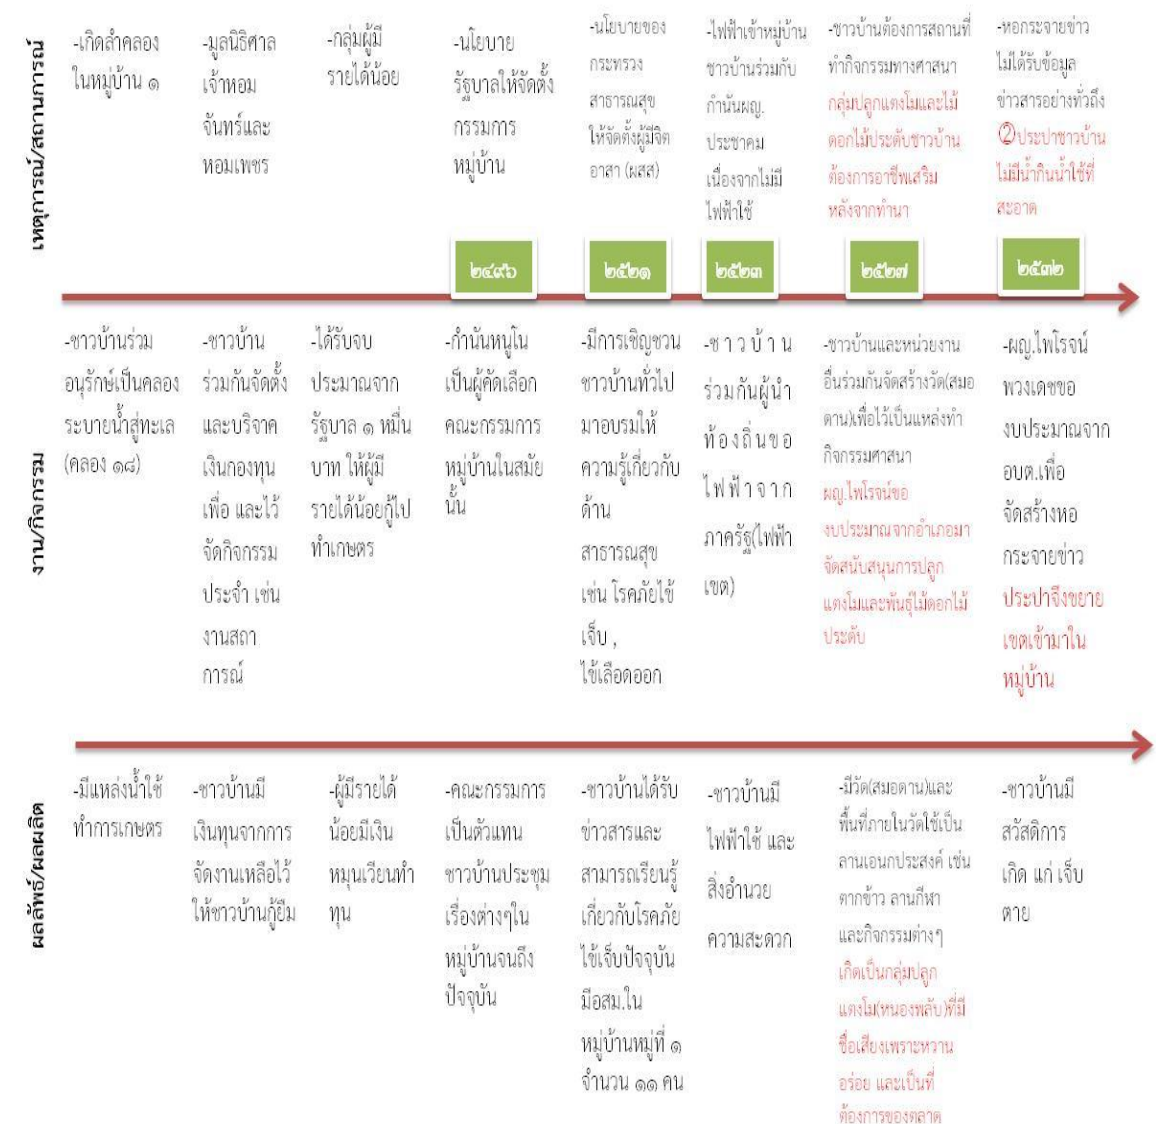 เหตุการณ์/สถานการณ์
-เกิดลำคลอง
ในหมู่บ้าน ๑
-มูลนิธิศาล
เจ้าหอม
จันทร์และ
หอมเพชร
-กลุ่มผู้มี
รายได้น้อย
-นโยบาย
รัฐบาลให้จัดตั้ง
กรรมการ
หมู่บ้าน
-นโยบายของ
กระทรวง
สาธารณสุข
ให้จัดตั้งผู้มีจิต
อาสา (ผสส)
-ไฟฟ้าเข้าหมู่บ้าน
ชาวบ้านร่วมกับ
กำนันผญ.
ประชาคม
เนื่องจากไม่มี
ไฟฟ้าใช้
-ชาวบ้านต้องการสถานที่
ทำกิจกรรมทางศาสนา
กลุ่มปลูกแตงโมและไม้
ดอกไม้ประดับชาวบ้าน
ต้องการอาชีพเสริม
หลังจากทำนา
-หอกระจายข่าว
ไม่ได้รับข้อมูล
ข่าวสารอย่างทั่วถึง
②ประปาชาวบ้าน
ไม่มีน้ำกินน้ำใช้ที่
สะอาด
๒๔๙๖
๒๕๒๑
๒๕๒๓
๒๕๒๗
๒๕๓๒
งาน/กิจกรรม
-ชาวบ้านร่วม
อนุรักษ์เป็นคลอง
ระบายน้ำสู่ทะเล
(คลอง ๑๘)
-ชาวบ้าน
ร่วมกันจัดตั้ง
และบริจาค
เงินกองทุน
เพื่อ และไว้
จัดกิจกรรม
ประจำ เช่น
งานสถา
การณ์
-ได้รับจบ
ประมาณจาก
รัฐบาล ๑ หมื่น
บาท ให้ผู้มี
รายได้น้อยกู้ไป
ทำเกษตร
-กำนันหนูโน
เป็นผู้คัดเลือก
คณะกรรมการ
หมู่บ้านในสมัย
นั้น
-มีการเชิญชวน
ชาวบ้านทั่วไป
มาอบรมให้
ความรู้เกี่ยวกับ
ด้าน
สาธารณสุข
เช่น โรคภัยไข้
เจ็บ ,
ไข้เลือดออก
-ชาวบ้าน
ร่วมกันผู้นำ
ท้องถิ่นขอ
ไฟฟ้าจาก
ภาครัฐ(ไฟฟ้า
เขต)
-ชาวบ้านและหน่วยงาน
อื่นร่วมกันจัดสร้างวัด(สมอ
ดาน)เพื่อไว้เป็นแหล่งทำ
กิจกรรมศาสนา
ผญ.ไพโรจน์ขอ
งบประมาณจากอำเภอมา
จัดสนับสนุนการปลูก
แตงโมและพันธุ์ไม้ดอกไม้
ประดับ
-ผญ.ไพโรจน์
พวงเดชขอ
งบประมาณจาก
อบต.เพื่อ
จัดสร้างหอ
กระจายข่าว
ประปาจึงขยาย
เขตเข้ามาใน
หมู่บ้าน
ผลลัพธ์/ผลผลิต
-มีแหล่งน้ำใช้
ทำการเกษตร
-ชาวบ้านมี
เงินทุนจากการ
จัดงานเหลือไว้
ให้ชาวบ้านกู้ยืม
-ผู้มีรายได้
น้อยมีเงิน
หมุนเวียนทำ
ทุน
-คณะกรรมการ
เป็นตัวแทน
ชาวบ้านประชุม
เรื่องต่างๆใน
หมู่บ้านจนถึง
ปัจจุบัน
-ชาวบ้านได้รับ
ข่าวสารและ
สามารถเรียนรู้
เกี่ยวกับโรคภัย
ไข้เจ็บปัจจุบัน
มีอสม.ใน
หมู่บ้านหมู่ที่ ๑
จำนวน ๑๑ คน
-ชาวบ้านมี
ไฟฟ้าใช้ และ
สิ่งอำนวย
ความสะดวก
-มีวัด(สมอดาน)และ
พื้นที่ภายในวัดใช้เป็น
ลานเอนกประสงค์ เช่น
ตากข้าว ลานกีฬา
และกิจกรรมต่างๆ
เกิดเป็นกลุ่มปลูก
แตงโม(หนองพลับ)ที่มี
ชื่อเสียงเพราะหวาน
อร่อย และเป็นที่
ต้องการของตลาด
-ชาวบ้านมี
สวัสดิการ
เกิด แก่ เจ็บ
ตาย